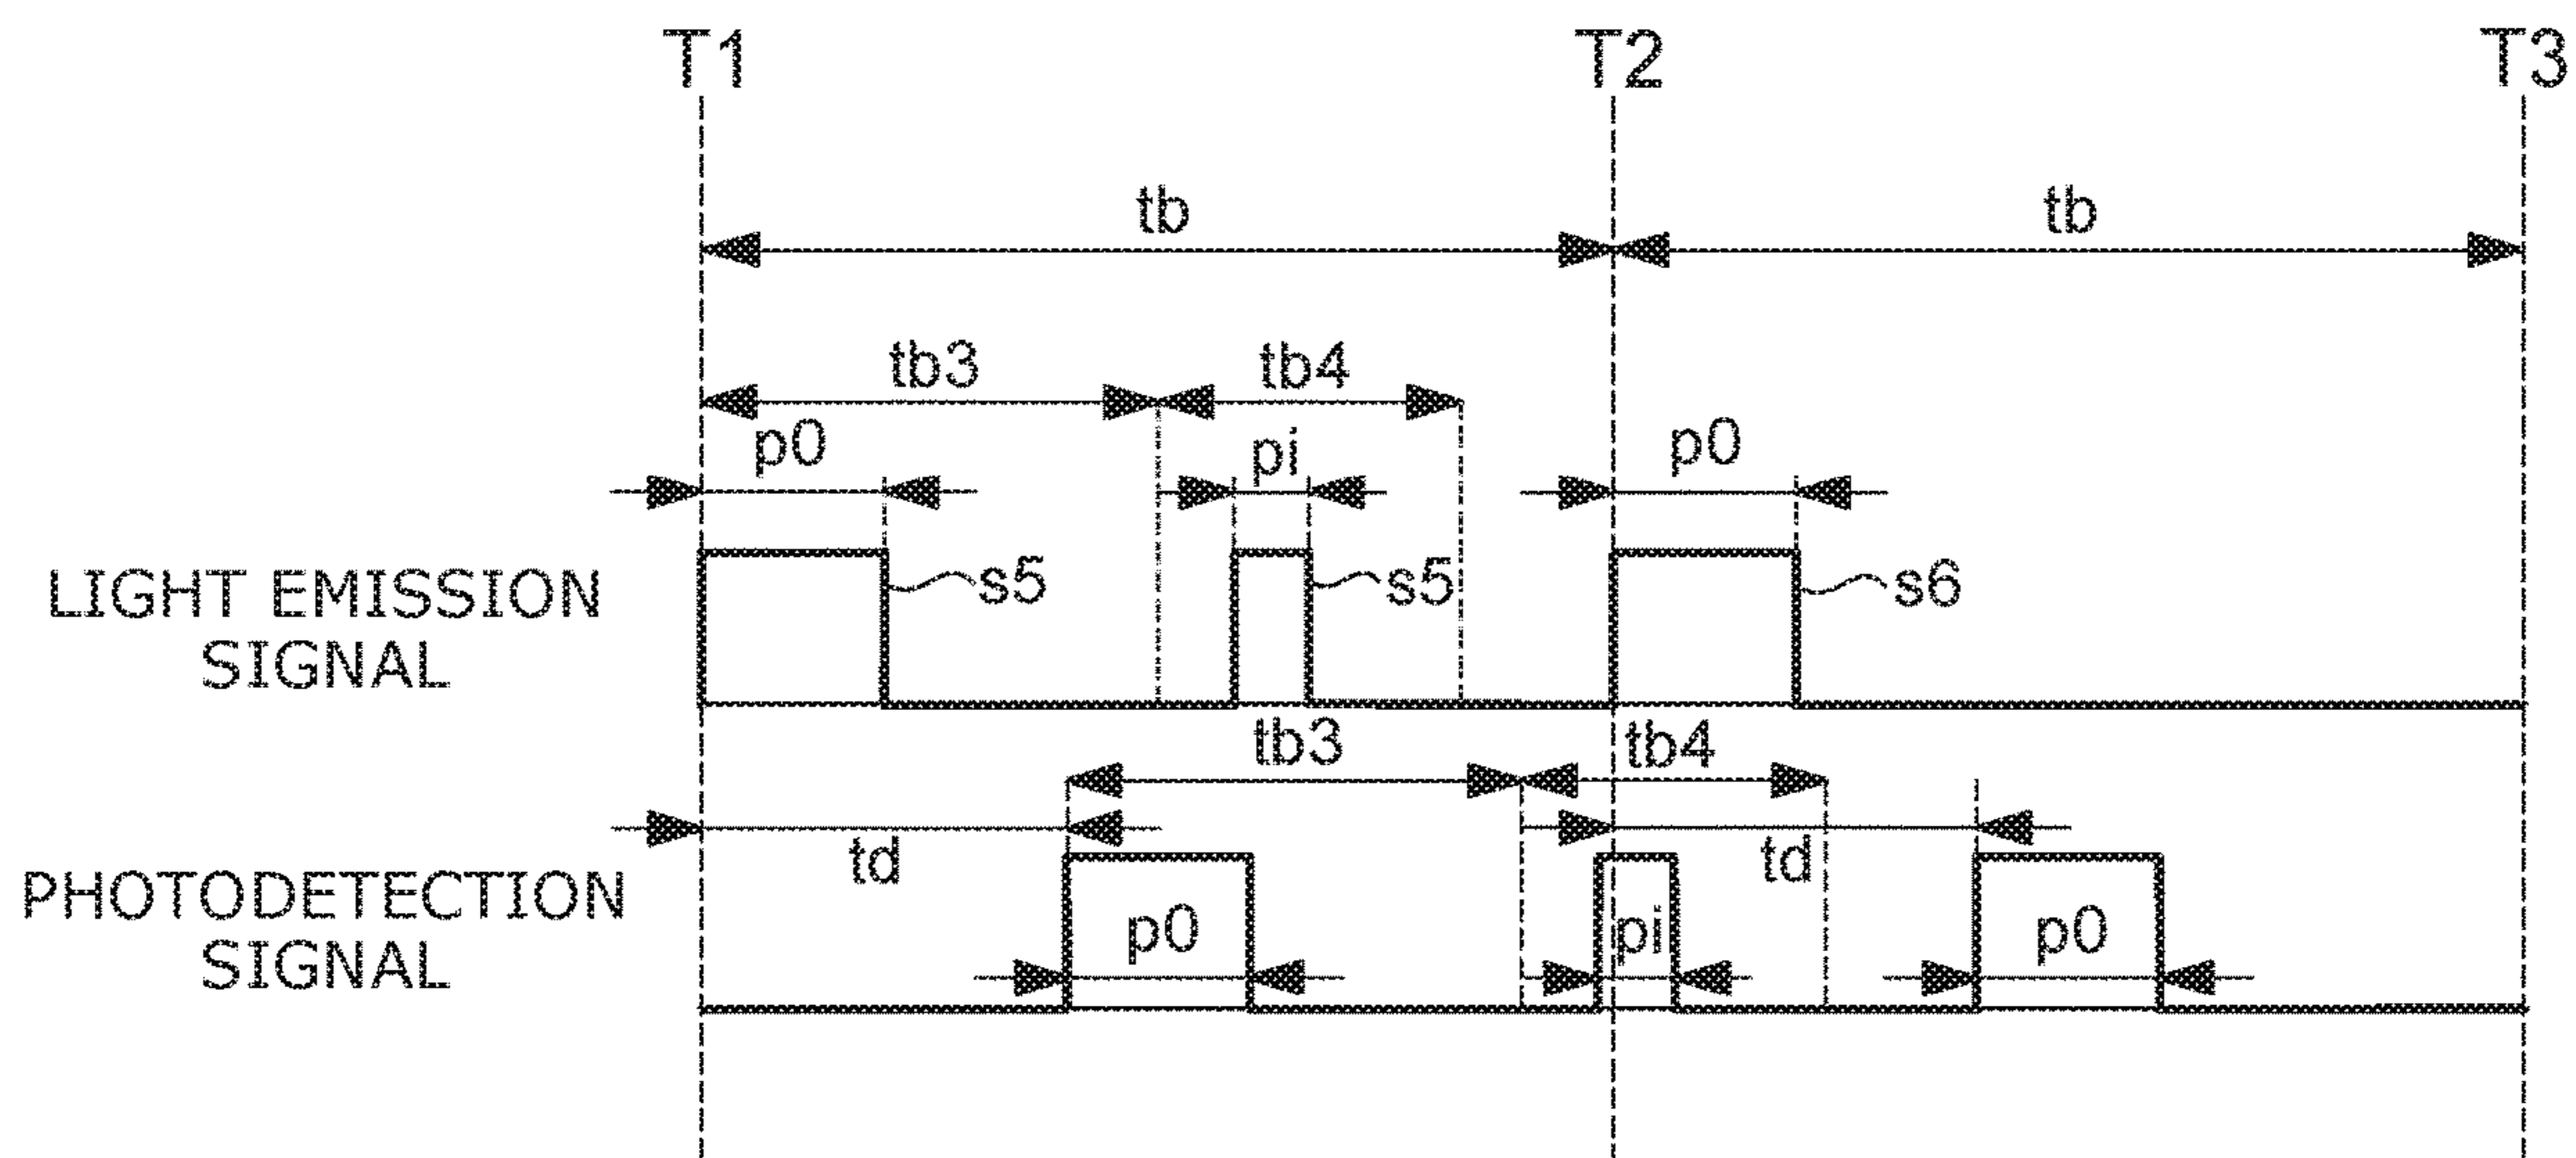 T1 T2 T3
tb tb
tb3 tb4
p0 pi p0
LIGHT EMISSION
SIGNAL
s5 s5 s6
tb3 tb4
td td
PHOTODETECTION
SIGNAL
p0 pi p0